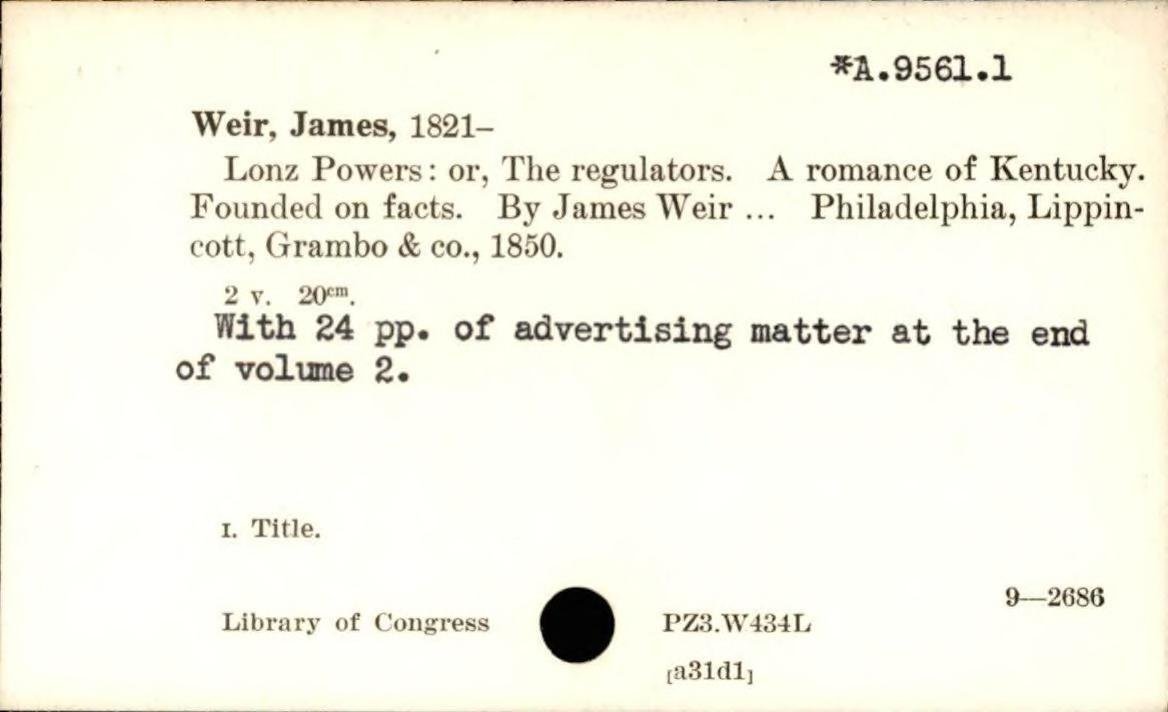 *A.9561.1
Weir, James, 1821–
Lonz Powers: or, The regulators. A romance of Kentucky.
Founded on facts. By James Weir ... Philadelphia, Lippin-
cott, Grambo & co., 1850.
2 v. 20cm.
With 24 pp. of advertising matter at the end
of volume 2.
I. Title.
9—2686
Library of Congress PZ3.W434L
[a31d1]